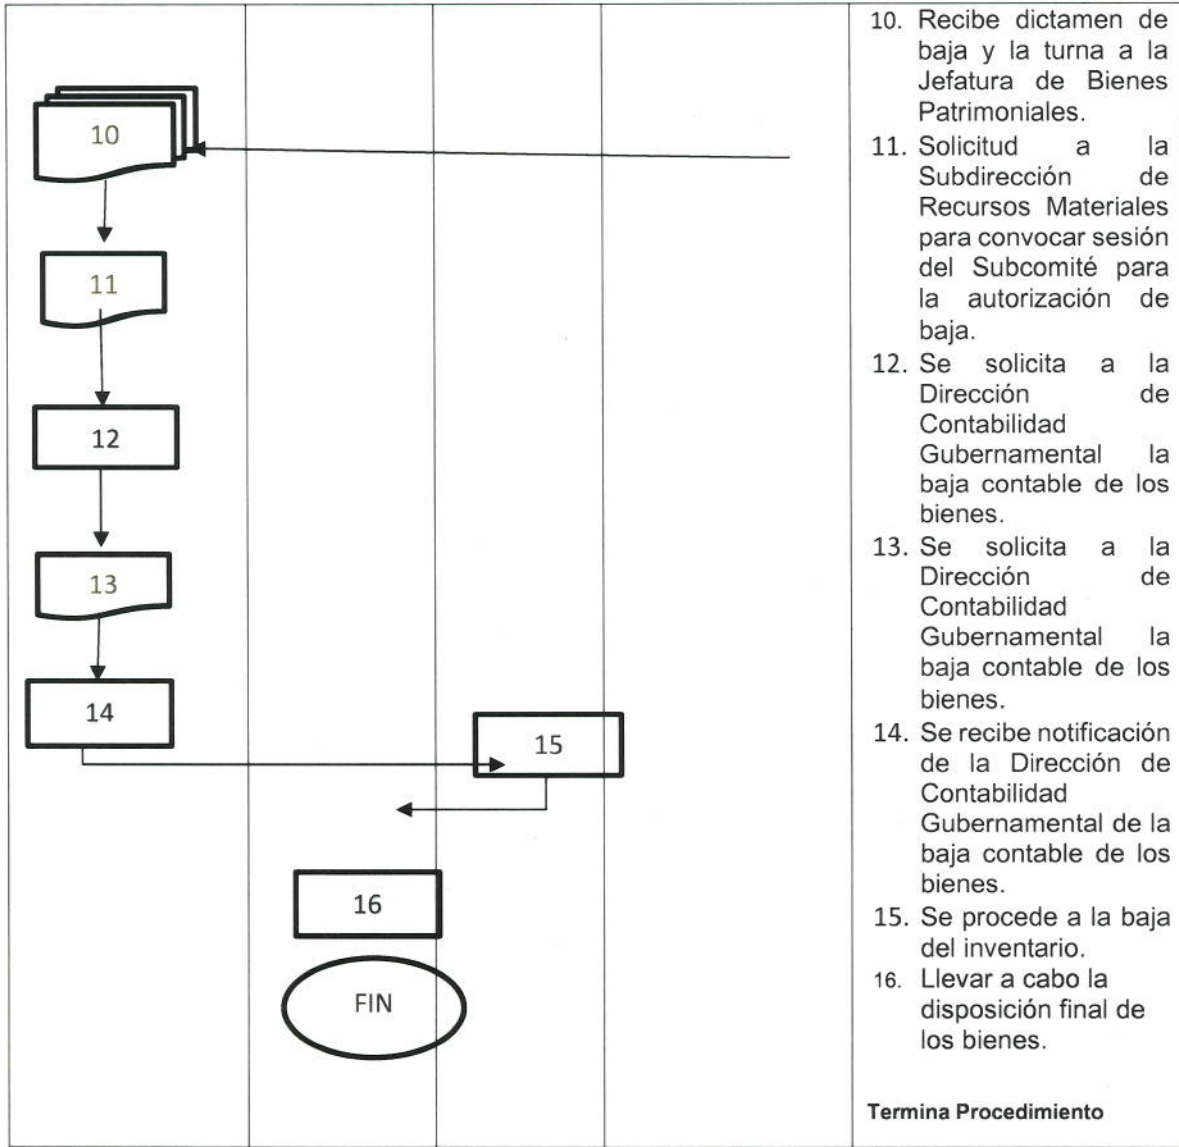 10
11
12
13
14
15
16
FIN
10. Recibe dictamen de
baja y la turna a la
Jefatura de Bienes
Patrimoniales.
11. Solicitud a la
Subdirección de
Recursos Materiales
para convocar sesión
del Subcomité para
la autorización de
baja.
12. Se solicita a la
Dirección de
Contabilidad
Gubernamental la
baja contable de los
bienes.
13. Se solicita a la
Dirección de
Contabilidad
Gubernamental la
baja contable de los
bienes.
14. Se recibe notificación
de la Dirección de
Contabilidad
Gubernamental de la
baja contable de los
bienes.
15. Se procede a la baja
del inventario.
16. Llevar a cabo la
disposición final de
los bienes.
Termina Procedimiento